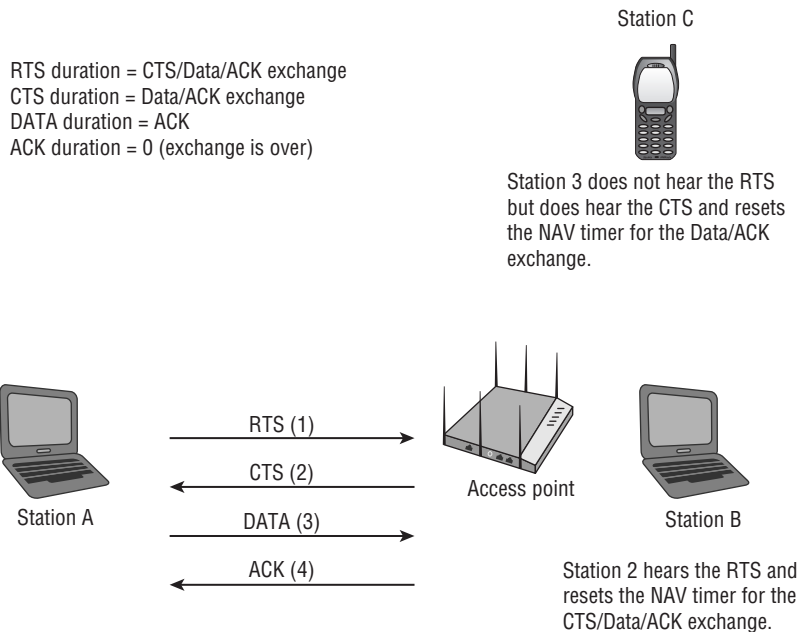 Station C
RTS duration = CTS/Data/ACK exchange
CTS duration = Data/ACK exchange
DATA duration = ACK
ACK duration = 0 (exchange is over)
Station 3 does not hear the RTS
but does hear the CTS and resets
the NAV timer for the Data/ACK
exchange.
RTS (1)
CTS (2)
DATA (3)
ACK (4)
Station A
Access point
Station B
Station 2 hears the RTS and
resets the NAV timer for the
CTS/Data/ACK exchange.